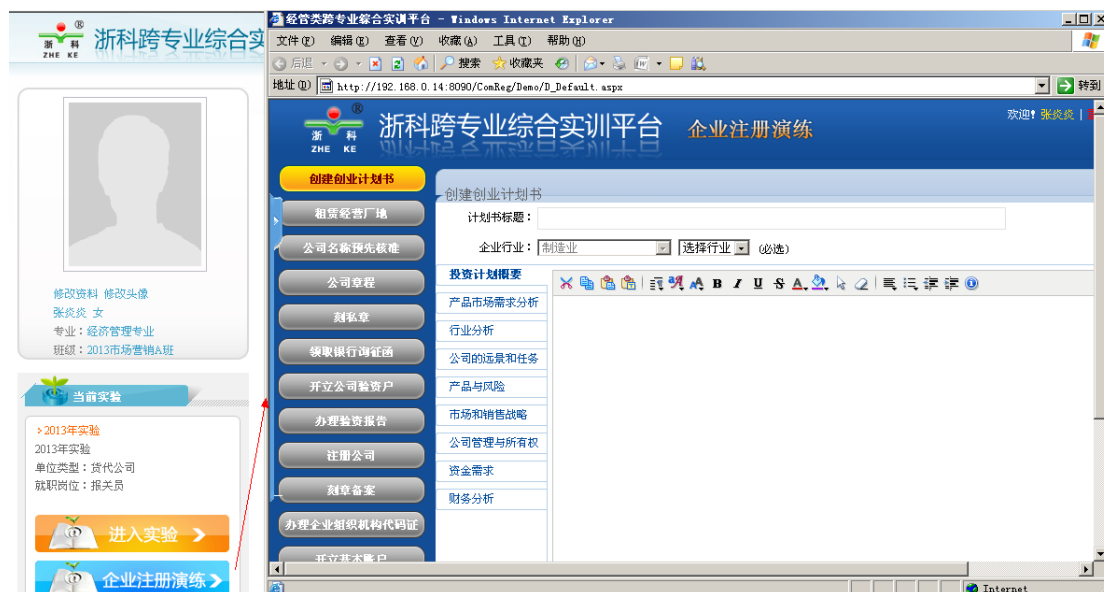 浙科
ZHE KE
浙科跨专业综合实
修改资料 修改头像
张炎炎 女
专业：经济管理专业
班级：2013市场营销A班
当前实验
>2013年实验
2013年实验
单位类型：货代公司
就职岗位：报关员
进入实验
企业注册演练
经管类跨专业综合实训平台 - Windows Internet Explorer
文件(F) 编辑(E) 查看(V) 收藏(A) 工具(T) 帮助(H)
后退 搜索 收藏夹
地址(D) http://192.168.0.14:8090/ComReg/Demo/D_Default.aspx 转到
浙科
ZHE KE
浙科跨专业综合实训平台 企业注册演练
欢迎! 张炎炎 |
创建创业计划书
租赁经营厂地
公司名称预先核准
公司章程
刻私章
领取银行询证函
开立公司验资户
办理验资报告
注册公司
刻章备案
办理企业组织机构代码证
开立基本账户
创建创业计划书
计划书标题：
企业行业： 制造业 选择行业 (必选)
投资计划概要
产品市场需求分析
行业分析
公司的远景和任务
产品与风险
市场和销售战略
公司管理与所有权
资金需求
财务分析
B I U S A
Internet